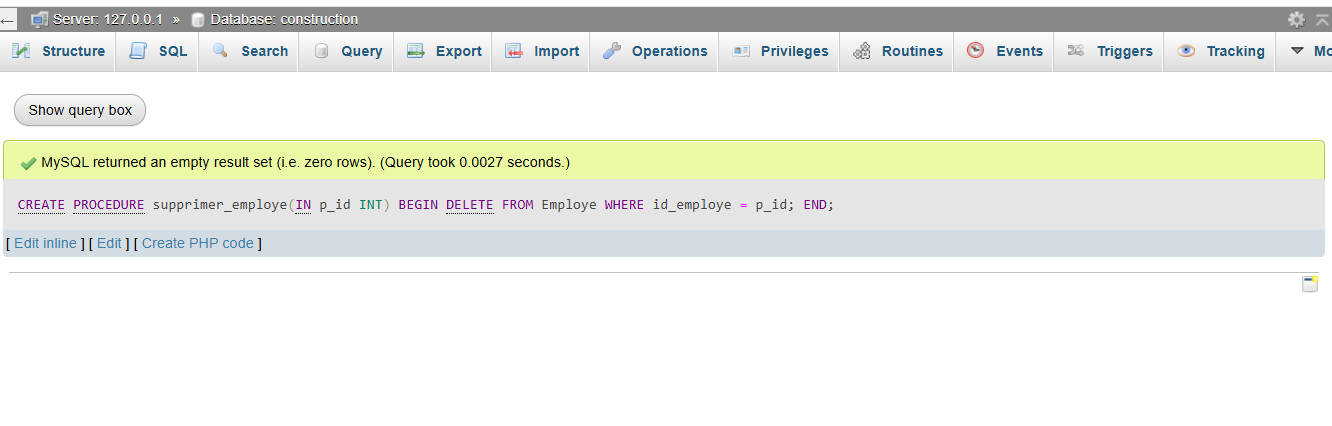 ← Server: 127.0.0.1 » Database: construction
Structure SQL Search Query Export Import Operations Privileges Routines Events Triggers Tracking Mo
Show query box
MySQL returned an empty result set (i.e. zero rows). (Query took 0.0027 seconds.)
CREATE PROCEDURE supprimer_employe(IN p_id INT) BEGIN DELETE FROM Employe WHERE id_employe = p_id; END;
[ Edit inline ] [ Edit ] [ Create PHP code ]